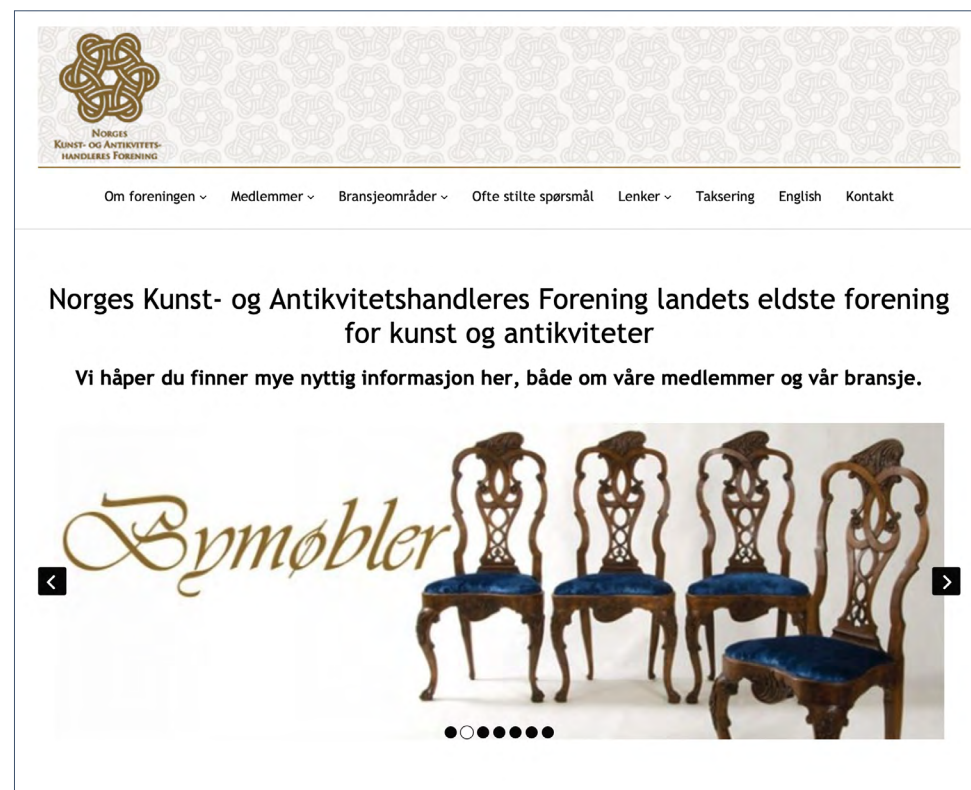 NORGES
KUNST- OG ANTIKVITETS-
HANDLERES FORENING
Om foreningen
Medlemmer
Bransjeområder
Ofte stilte spørsmål
Lenker
Taksering
English
Kontakt
Norges Kunst- og Antikvitetshandleres Forening landets eldste forening
for kunst og antikviteter
Vi håper du finner mye nyttig informasjon her, både om våre medlemmer og vår bransje.
Bymøbler